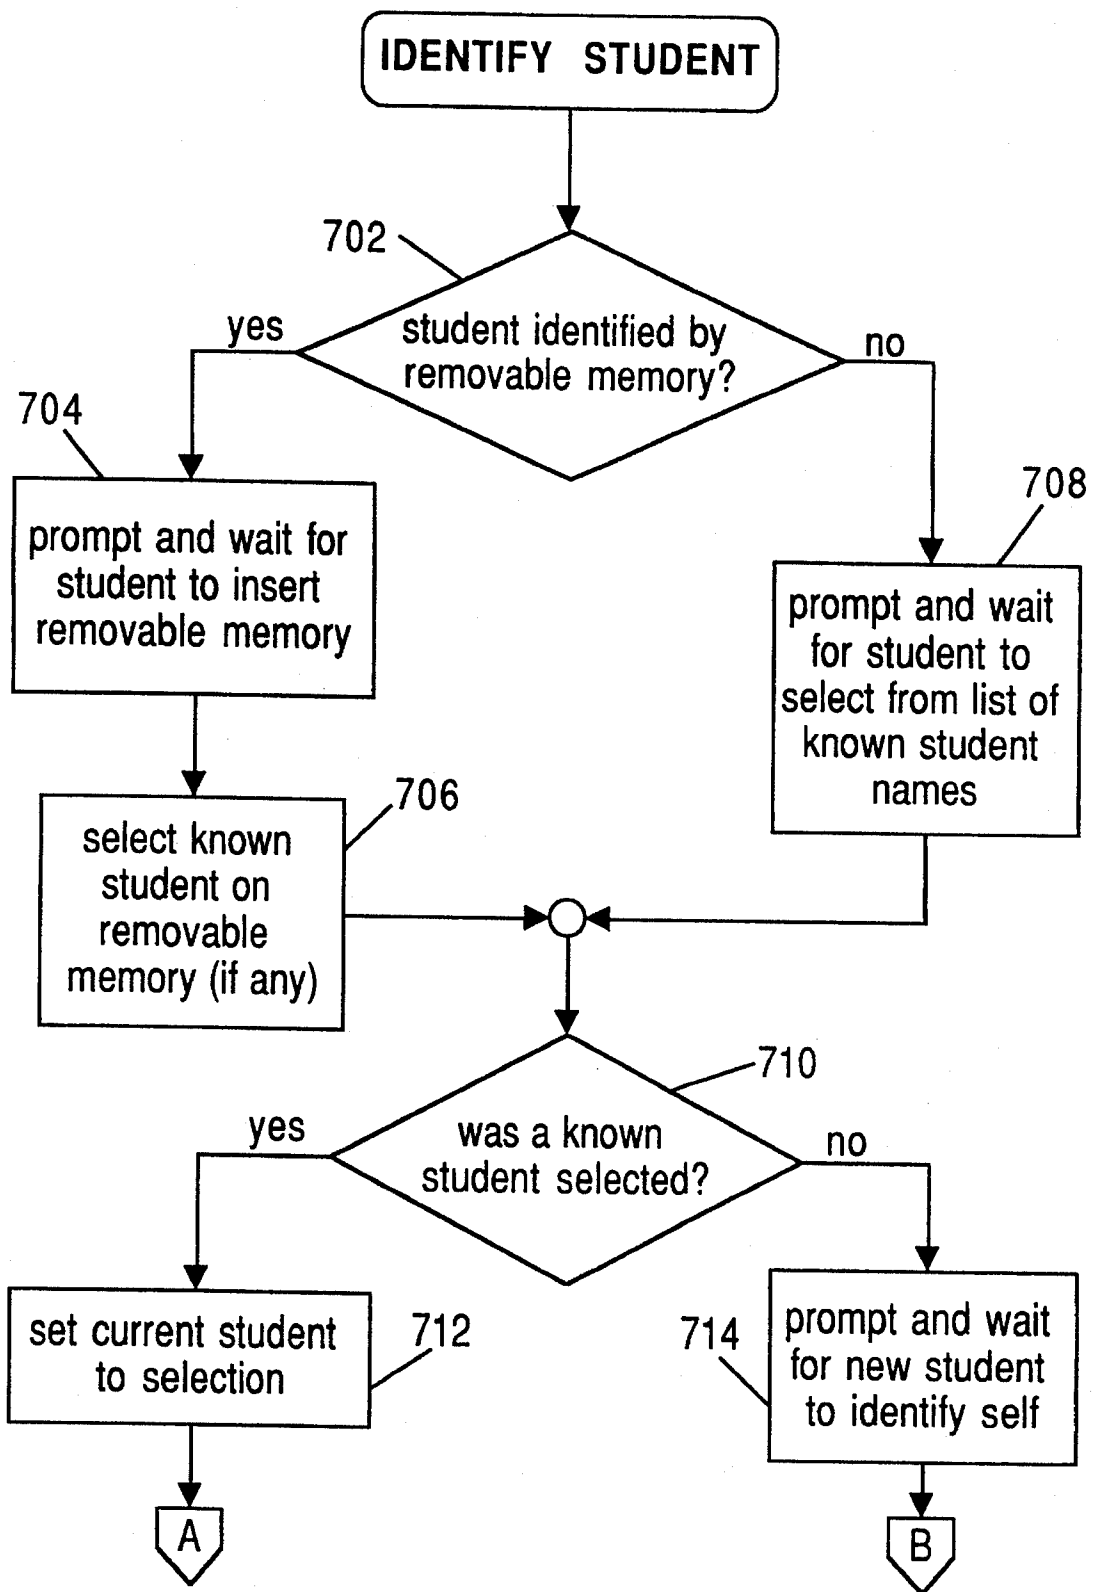 IDENTIFY STUDENT
702
student identified by
removable memory?
yes
no
704
prompt and wait for
student to insert
removable memory
708
prompt and wait
for student to
select from list of
known student
names
706
select known
student on
removable
memory (if any)
710
was a known
student selected?
yes
no
set current student
to selection
712
714
prompt and wait
for new student
to identify self
A
B